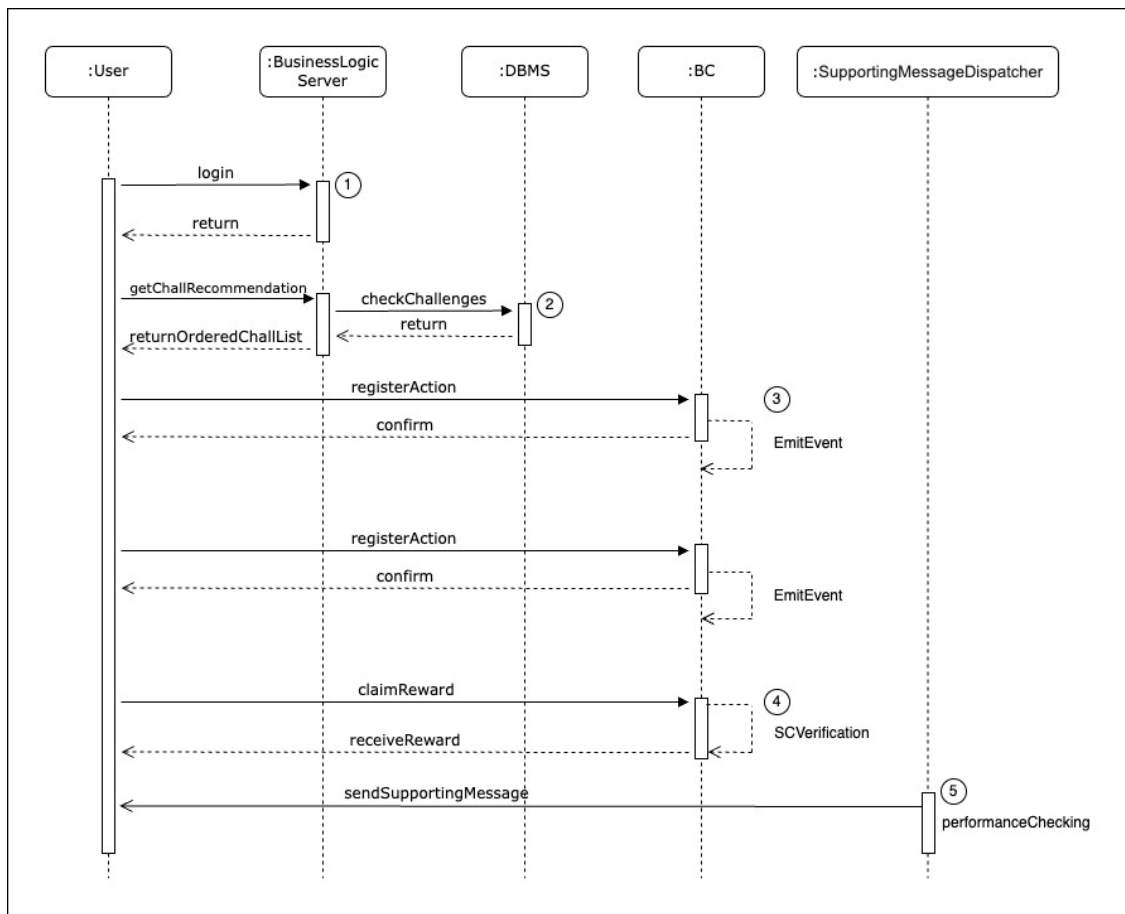 :User
:BusinessLogic
Server
:DBMS
:BC
:SupportingMessageDispatcher
login
1
return
getChallRecommendation
checkChallenges
2
return
returnOrderedChallList
registerAction
3
confirm
EmitEvent
registerAction
confirm
EmitEvent
claimReward
4
SCVerification
receiveReward
sendSupportingMessage
5
performanceChecking